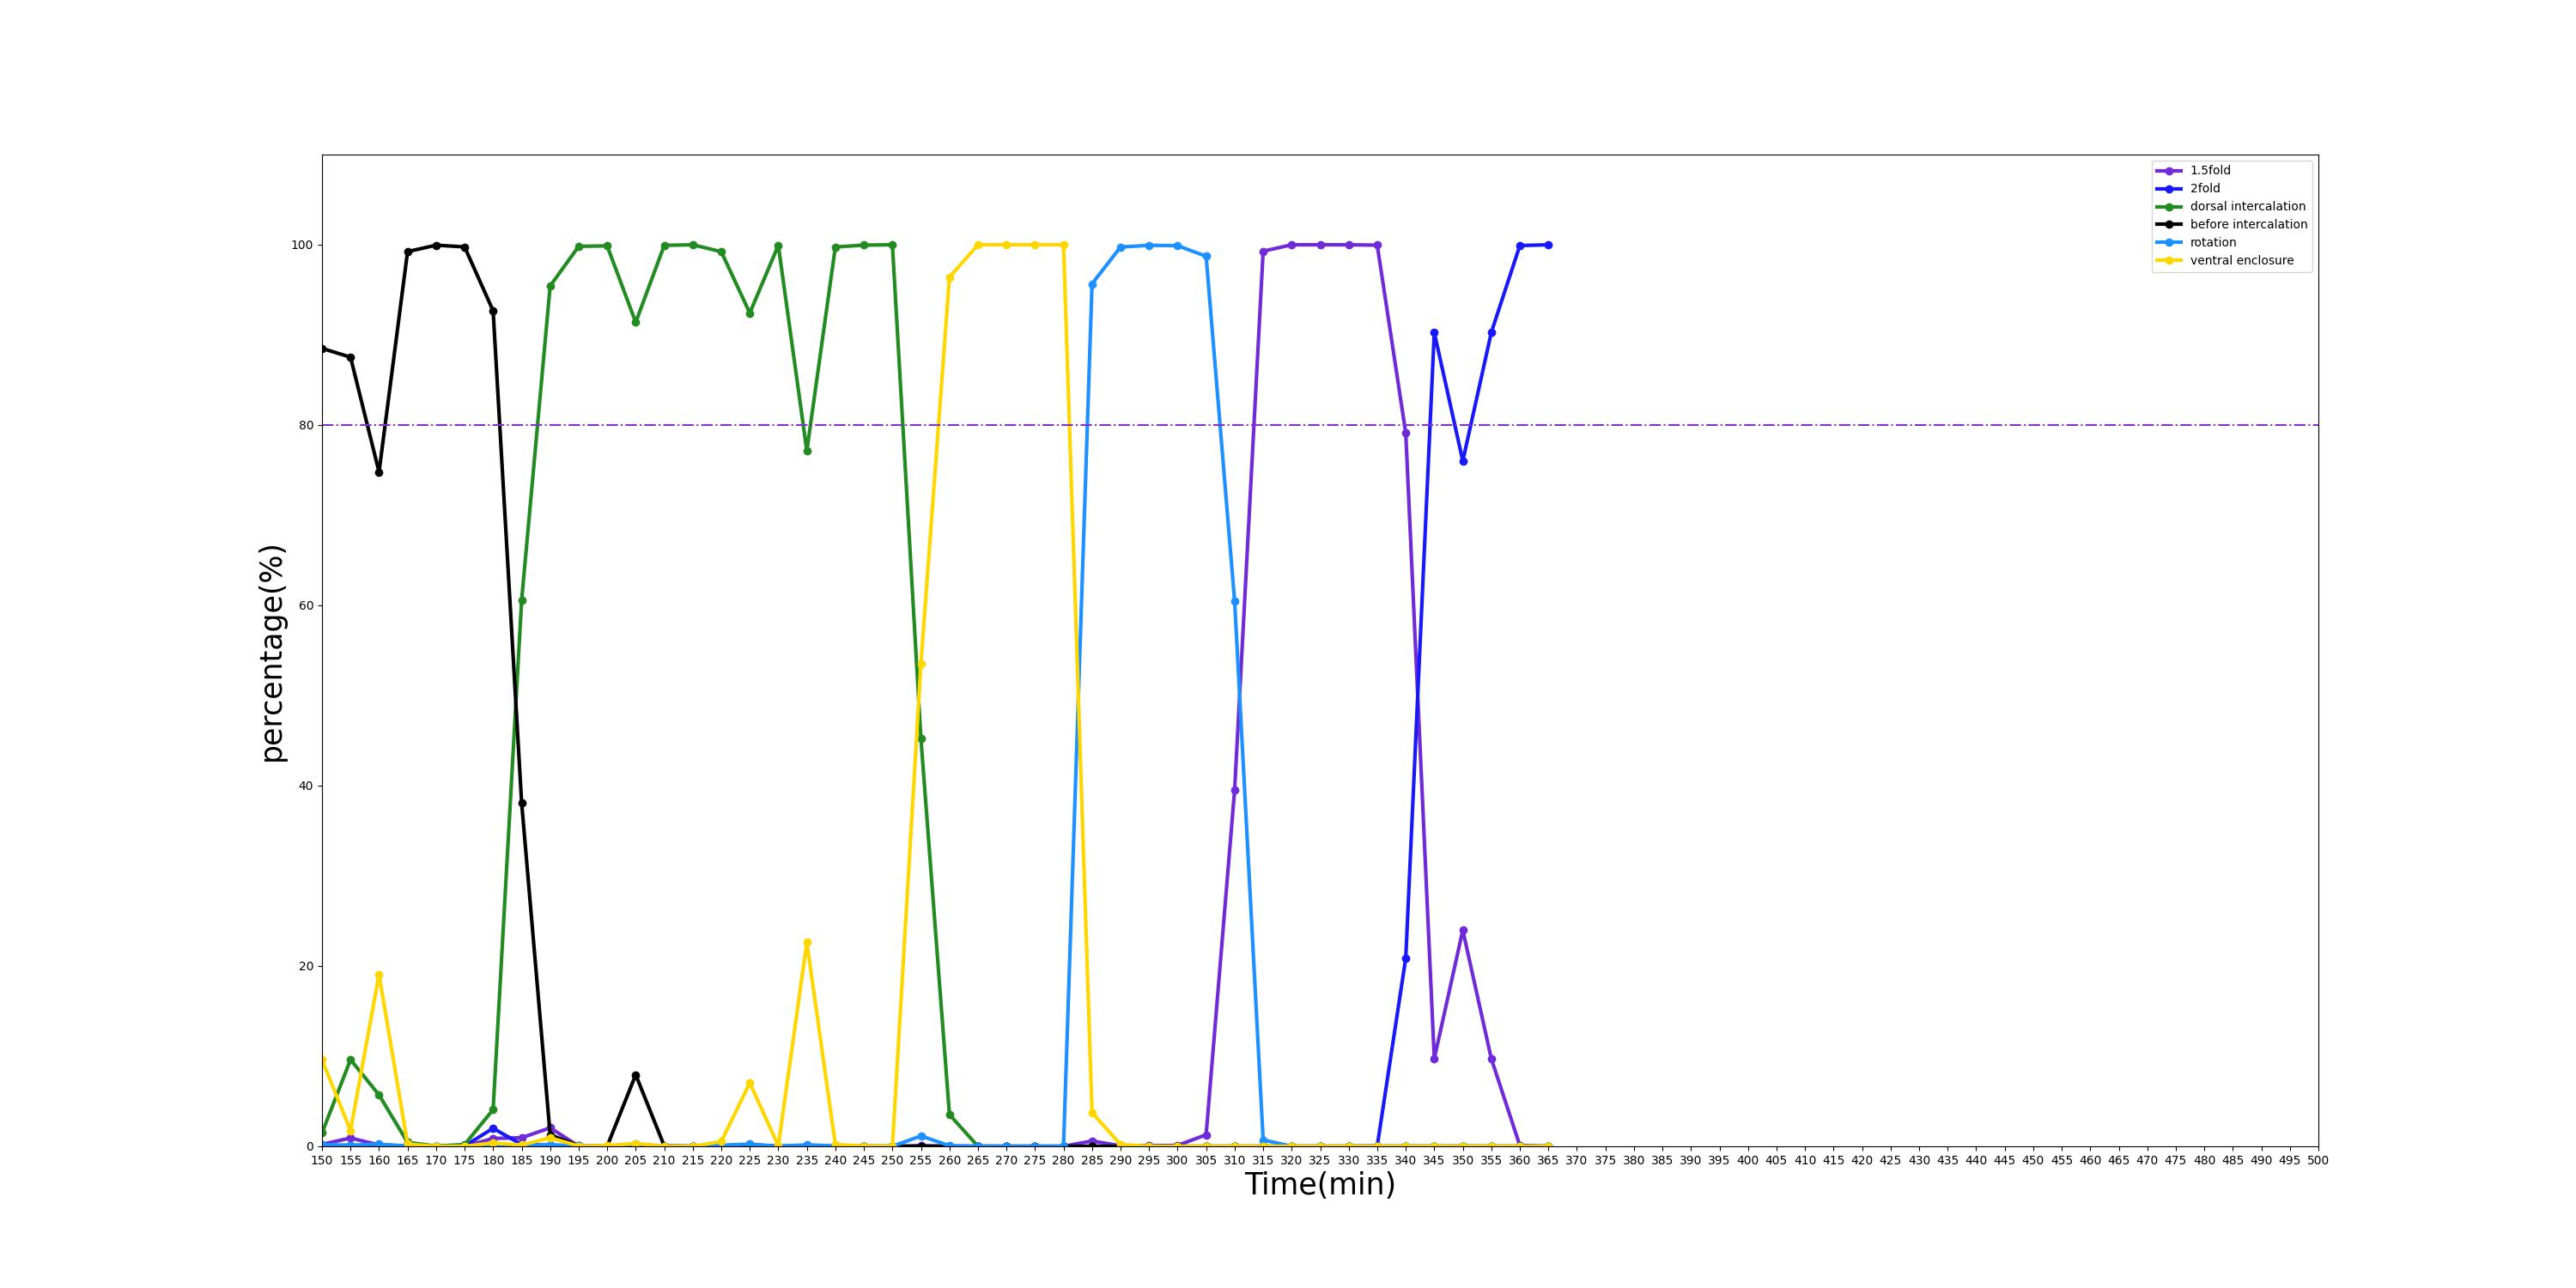 1.5fold
2fold
dorsal intercalation
before intercalation
rotation
ventral enclosure
percentage(%)
100
80
60
40
20
0
150 155 160 165 170 175 180 185 190 195 200 205 210 215 220 225 230 235 240 245 250 255 260 265 270 275 280 285 290 295 300 305 310 315 320 325 330 335 340 345 350 355 360 365 370 375 380 385 390 395 400 405 410 415 420 425 430 435 440 445 450 455 460 465 470 475 480 485 490 495 500
Time(min)